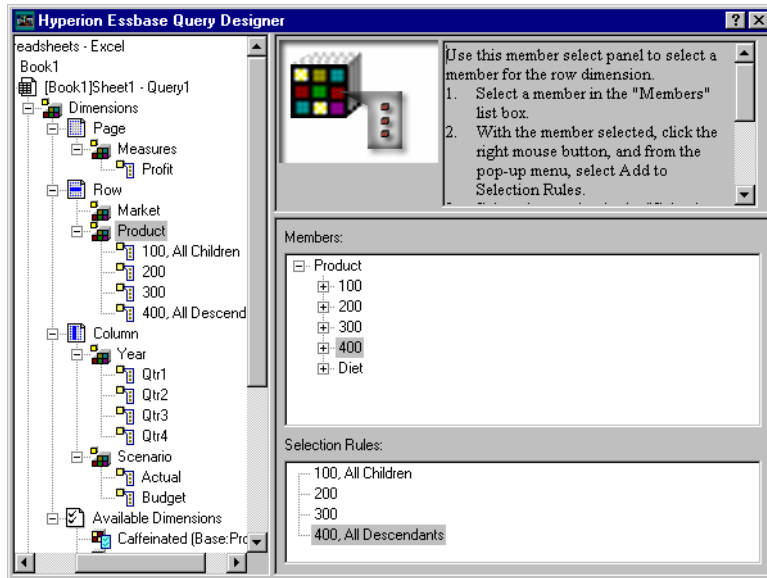 Hyperion Essbase Query Designer
readsheets - Excel
Book1
[Book1]Sheet1 - Query1
Dimensions
Page
Measures
Profit
Row
Market
Product
100, All Children
200
300
400, All Descend
Column
Year
Qtr1
Qtr2
Qtr3
Qtr4
Scenario
Actual
Budget
Available Dimensions
Caffeinated (Base:Pro
Use this member select panel to select a
member for the row dimension.
1. Select a member in the "Members"
list box.
2. With the member selected, click the
right mouse button, and from the
pop-up menu, select Add to
Selection Rules.
Members:
Product
100
200
300
400
Diet
Selection Rules:
100, All Children
200
300
400, All Descendants